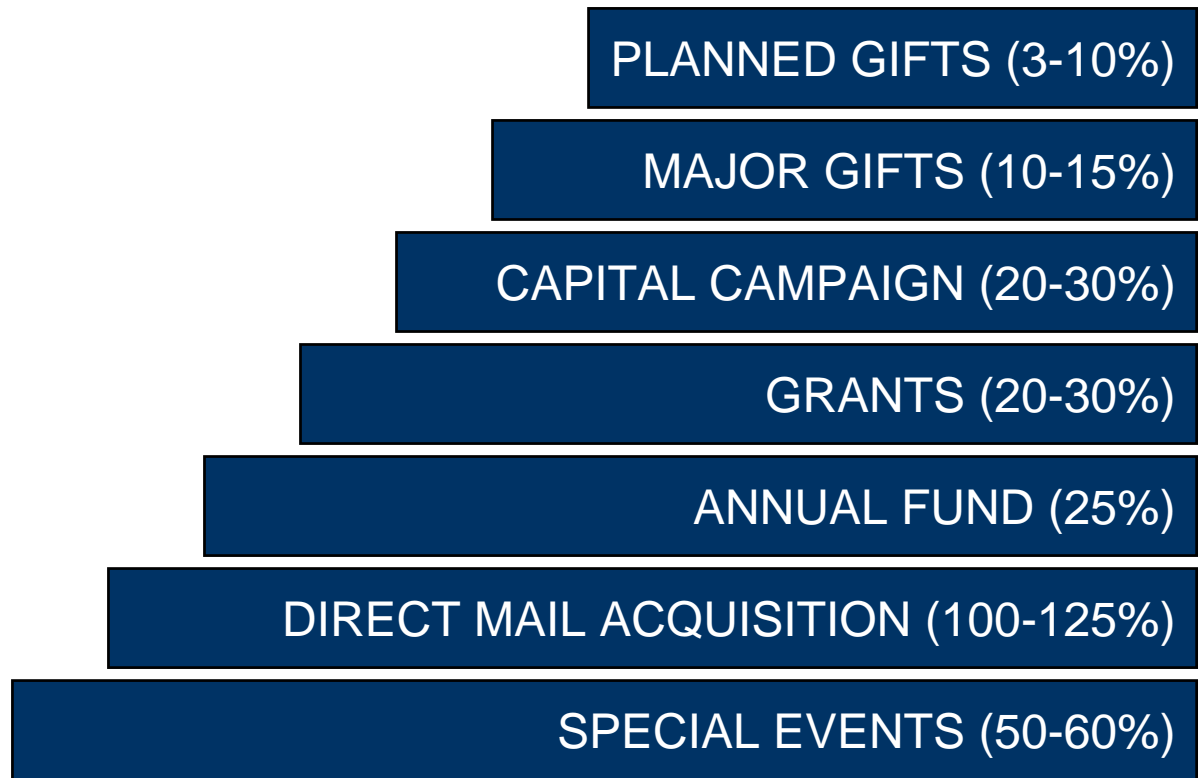 PLANNED GIFTS (3-10%)
MAJOR GIFTS (10-15%)
CAPITAL CAMPAIGN (20-30%)
GRANTS (20-30%)
ANNUAL FUND (25%)
DIRECT MAIL ACQUISITION (100-125%)
SPECIAL EVENTS (50-60%)